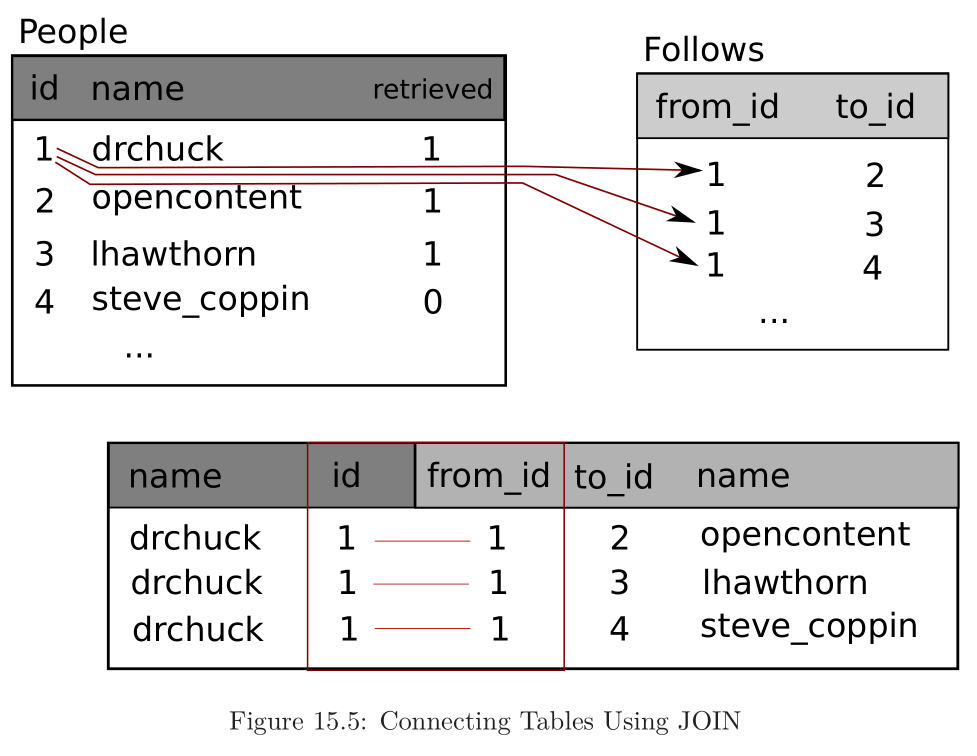 People
id name retrieved
1 drchuck 1
2 opencontent 1
3 lhawthorn 1
4 steve_coppin 0
...
Follows
from_id to_id
1 2
1 3
1 4
...
name id from_id to_id name
drchuck 1 1 2 opencontent
drchuck 1 1 3 lhawthorn
drchuck 1 1 4 steve_coppin
Figure 15.5: Connecting Tables Using JOIN